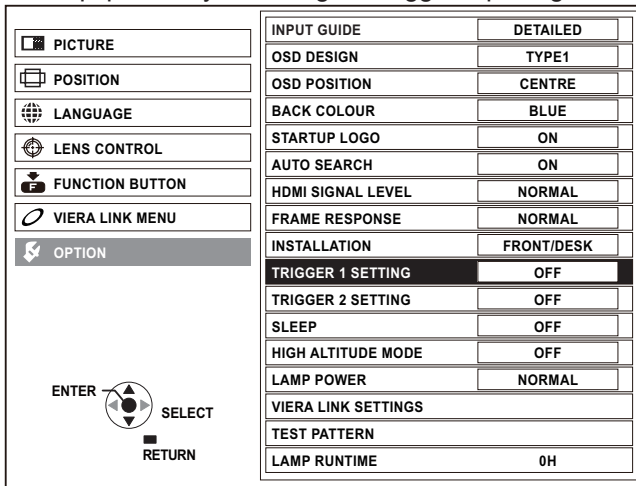 PICTURE
POSITION
LANGUAGE
LENS CONTROL
F FUNCTION BUTTON
VIERA LINK MENU
OPTION
ENTER
SELECT
RETURN
INPUT GUIDE DETAILED
OSD DESIGN TYPE1
OSD POSITION CENTRE
BACK COLOUR BLUE
STARTUP LOGO ON
AUTO SEARCH ON
HDMI SIGNAL LEVEL NORMAL
FRAME RESPONSE NORMAL
INSTALLATION FRONT/DESK
TRIGGER 1 SETTING OFF
TRIGGER 2 SETTING OFF
SLEEP OFF
HIGH ALTITUDE MODE OFF
LAMP POWER NORMAL
VIERA LINK SETTINGS
TEST PATTERN
LAMP RUNTIME 0H